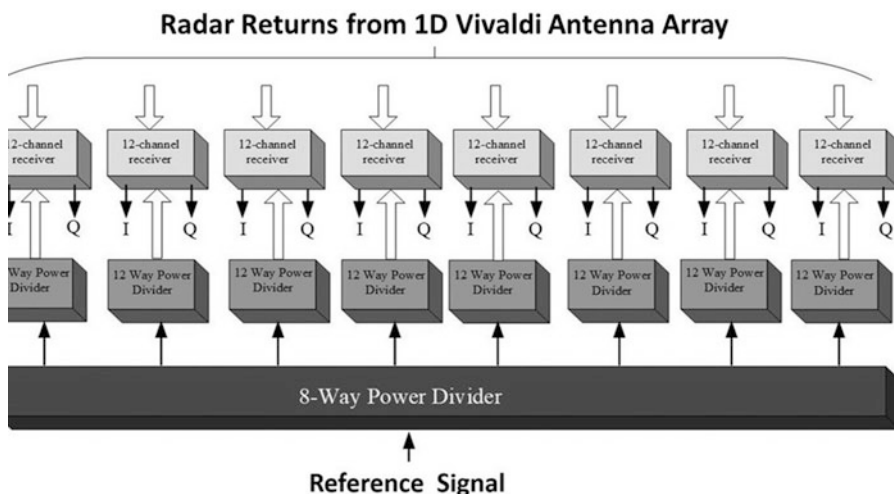 Radar Returns from 1D Vivaldi Antenna Array
12-channel receiver
12-channel receiver
12-channel receiver
12-channel receiver
12-channel receiver
12-channel receiver
12-channel receiver
12-channel receiver
I Q I Q I Q I Q I Q I Q I Q I Q
Way Power Divider
12 Way Power Divider
12 Way Power Divider
12 Way Power Divider
12 Way Power Divider
12 Way Power Divider
12 Way Power Divider
12 Way Power Divider
8-Way Power Divider
Reference Signal